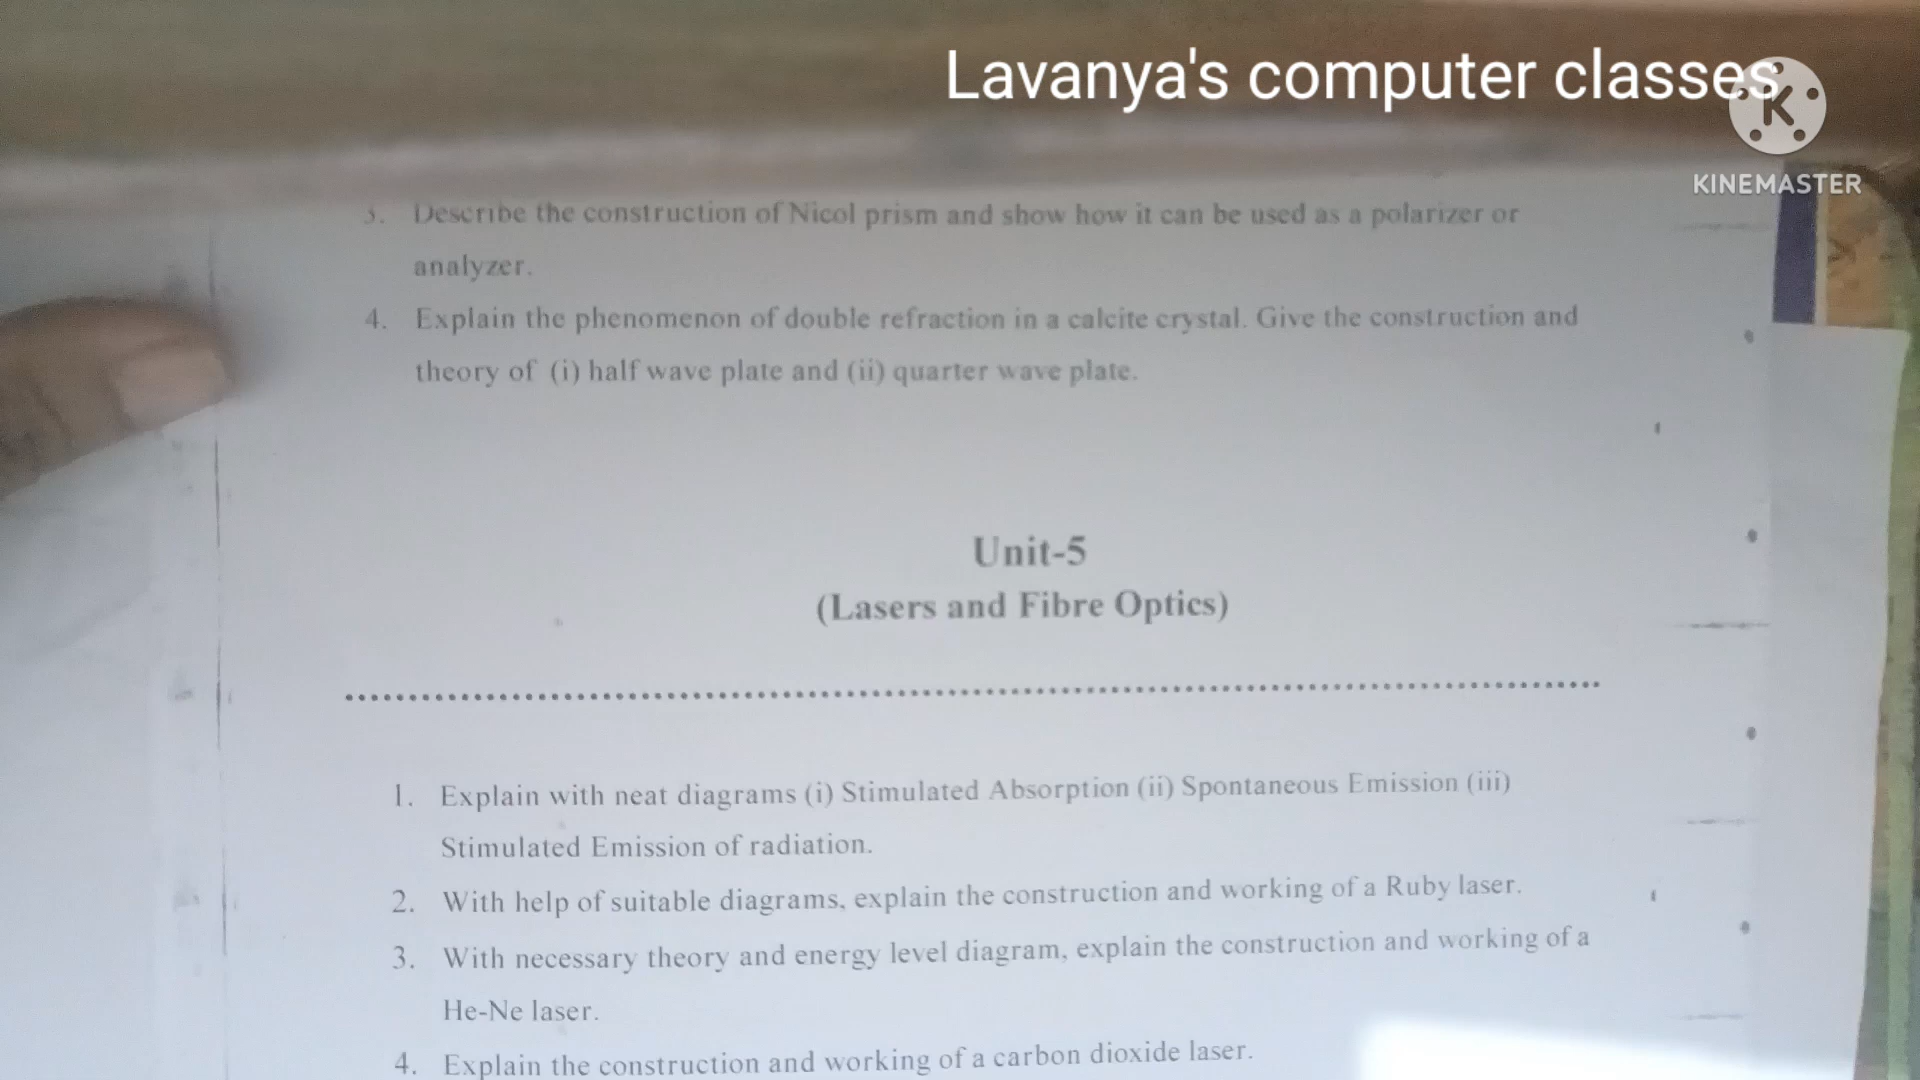 Lavanya's computer classes
K
KINEMASTER
3. Describe the construction of Nicol prism and show how it can be used as a polarizer or
analyzer.
4. Explain the phenomenon of double refraction in a calcite crystal. Give the construction and
theory of (i) half wave plate and (ii) quarter wave plate.
Unit-5
(Lasers and Fibre Optics)
1. Explain with neat diagrams (i) Stimulated Absorption (ii) Spontaneous Emission (iii)
Stimulated Emission of radiation.
2. With help of suitable diagrams, explain the construction and working of a Ruby laser.
3. With necessary theory and energy level diagram, explain the construction and working of a
He-Ne laser.
4. Explain the construction and working of a carbon dioxide laser.